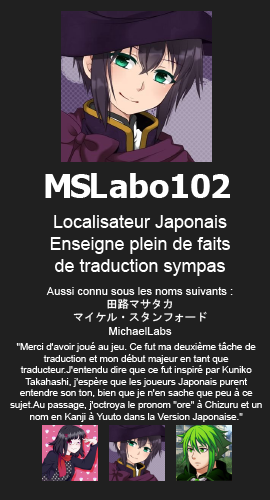 MSLabo102
Localisateur Japonais
Enseigne plein de faits
de traduction sympas
Aussi connu sous les noms suivants :
田路マサタカ
マイケル・スタンフォード
MichaelLabs
"Merci d'avoir joué au jeu. Ce fut ma deuxième tâche de
traduction et mon début majeur en tant que
traducteur.J'entendu dire que ce fut inspiré par Kuniko
Takahashi, j'espère que les joueurs Japonais purent
entendre son ton, bien que je n'en sache que peu à ce
sujet.Au passage, j'octroya le pronom "ore" à Chizuru et un
nom en Kanji à Yuuto dans la Version Japonaise."